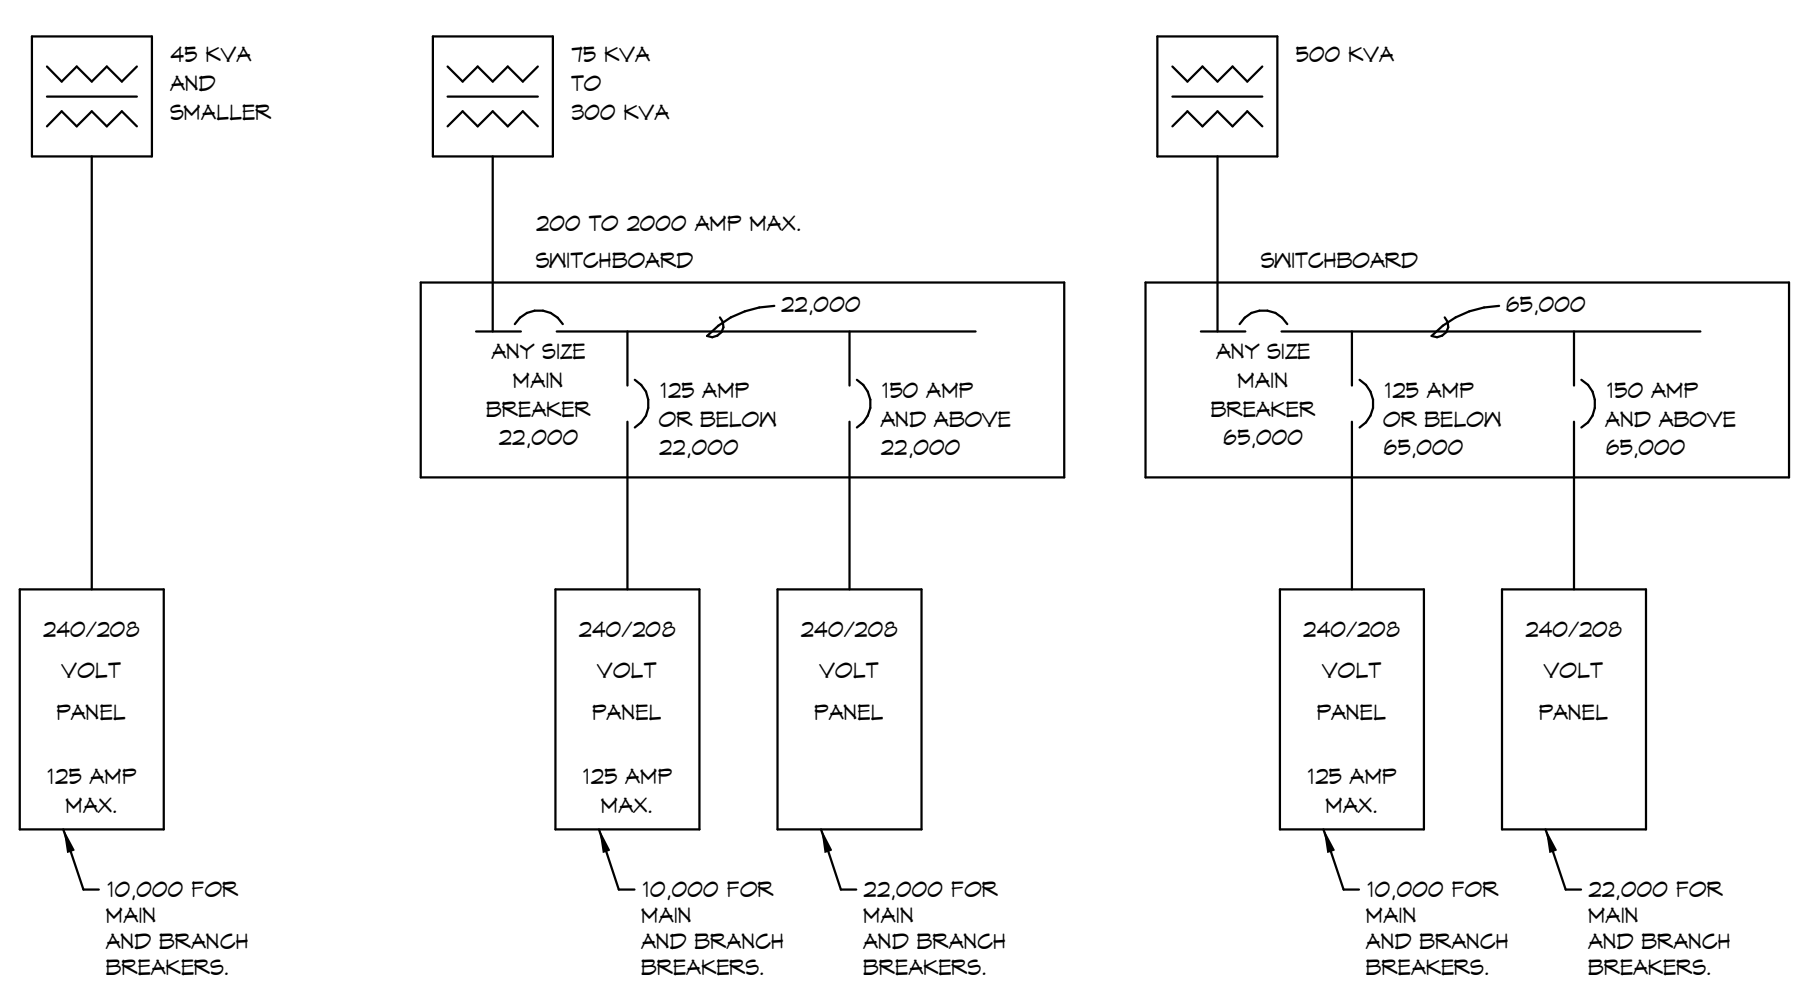 45 KVA
AND
SMALLER
75 KVA
TO
300 KVA
500 KVA
200 TO 2000 AMP MAX.
SWITCHBOARD
22,000
ANY SIZE
MAIN
BREAKER
22,000
125 AMP
OR BELOW
22,000
150 AMP
AND ABOVE
22,000
SWITCHBOARD
65,000
ANY SIZE
MAIN
BREAKER
65,000
125 AMP
OR BELOW
65,000
150 AMP
AND ABOVE
65,000
240/208
VOLT
PANEL
125 AMP
MAX.
10,000 FOR
MAIN
AND BRANCH
BREAKERS.
240/208
VOLT
PANEL
125 AMP
MAX.
10,000 FOR
MAIN
AND BRANCH
BREAKERS.
240/208
VOLT
PANEL
22,000 FOR
MAIN
AND BRANCH
BREAKERS.
240/208
VOLT
PANEL
125 AMP
MAX.
10,000 FOR
MAIN
AND BRANCH
BREAKERS.
240/208
VOLT
PANEL
22,000 FOR
MAIN
AND BRANCH
BREAKERS.